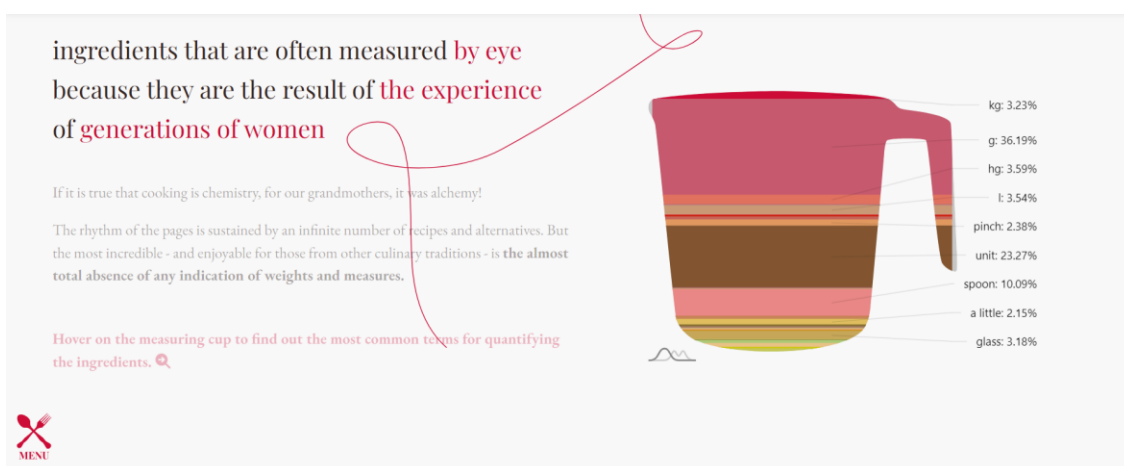 ingredients that are often measured by eye
because they are the result of the experience
of generations of women
If it is true that cooking is chemistry, for our grandmothers, it was alchemy!
The rhythm of the pages is sustained by an infinite number of recipes and alternatives. But
the most incredible - and enjoyable for those from other culinary traditions - is the almost
total absence of any indication of weights and measures.
Hover on the measuring cup to find out the most common terms for quantifying
the ingredients.
kg: 3.23%
g: 36.19%
hg: 3.59%
l: 3.54%
pinch: 2.38%
unit: 23.27%
spoon: 10.09%
a little: 2.15%
glass: 3.18%
MENU